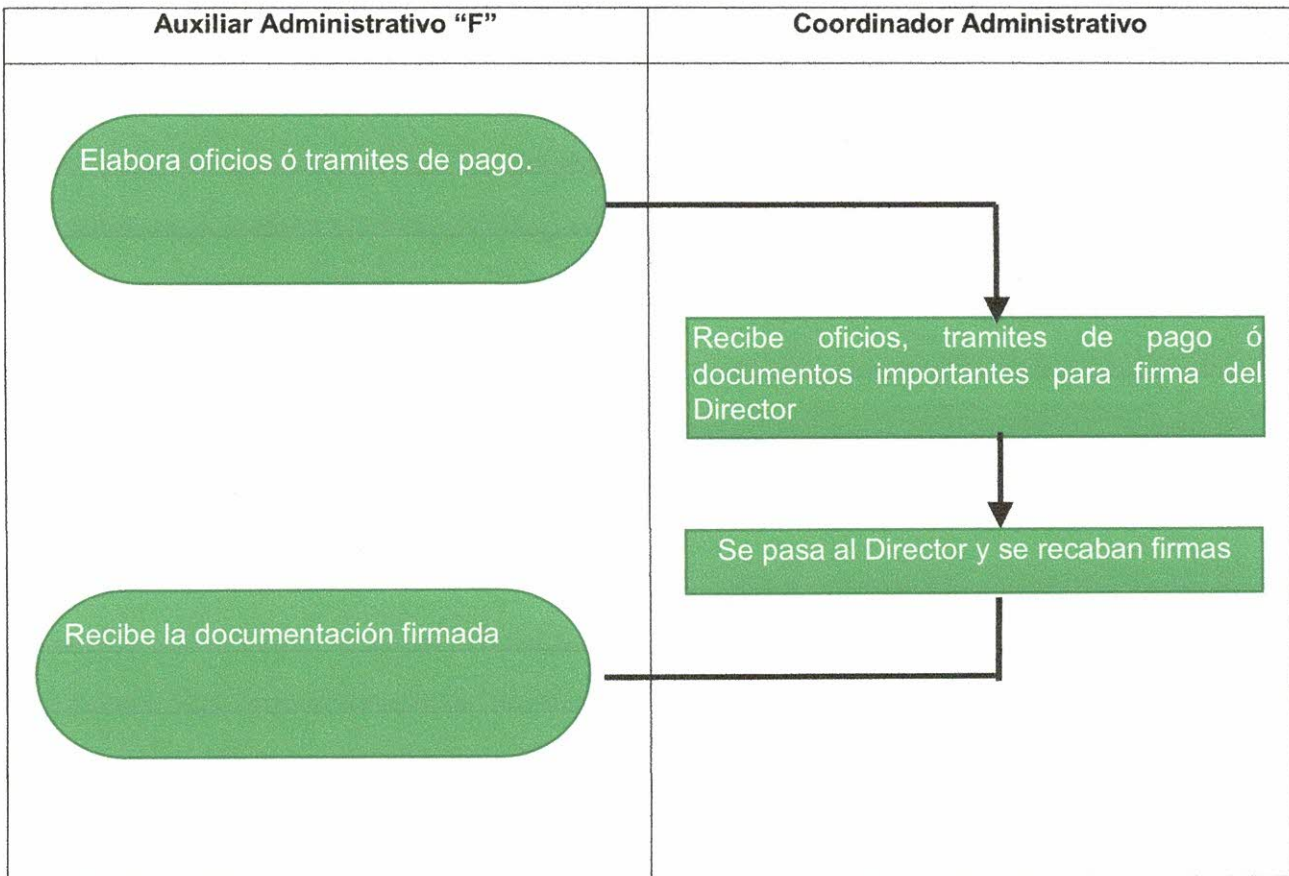 Auxiliar Administrativo “F”
Coordinador Administrativo
Elabora oficios ó tramites de pago.
Recibe oficios, tramites de pago ó
documentos importantes para firma del
Director
Se pasa al Director y se recaban firmas
Recibe la documentación firmada